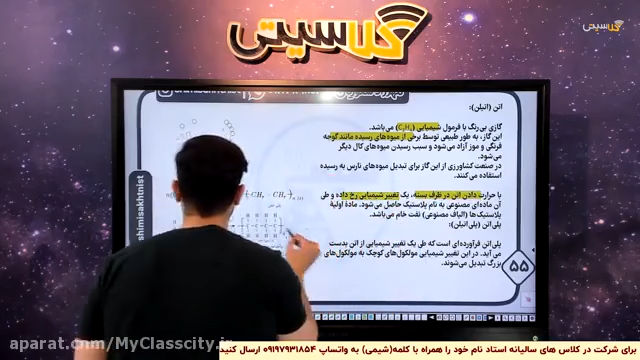 کلاسیتی
کلاسیتی
اتن (اتیلن):
گازی بی‌رنگ با فرمول شیمیایی (C₂H₄) می‌باشد.
این گاز، به طور طبیعی توسط برخی از میوه‌های رسیده مانند گوجه
فرنگی و موز آزاد می‌شود و سبب رسیدن میوه‌های کال دیگر
می‌شود.
در صنعت کشاورزی از این گاز برای تبدیل میوه‌های نارس به رسیده
استفاده می‌کنند.
با حرارت دادن اتن در ظرف بسته، یک تغییر شیمیایی رخ داده و طی
آن ماده‌ای مصنوعی به نام پلاستیک حاصل می‌شود. مادهٔ اولیهٔ
پلاستیک‌ها (الیاف مصنوعی) نفت خام می‌باشد.
پلی‌اتن (پلی‌اتیلن):
پلی‌اتن فرآورده‌ای است که طی یک تغییر شیمیایی از اتن بدست
می آید. در این تغییر شیمیایی مولکول‌های کوچک به مولکول‌های
بزرگ تبدیل می‌شوند.
۵۵
shimisakhtnist
aparat.com/MyClasscity.ir
برای شرکت در کلاس های سالیانه استاد نام خود را همراه با کلمه(شیمی) به واتساپ ۰۹۱۹۷۹۳۱۸۵۴ ارسال کنید